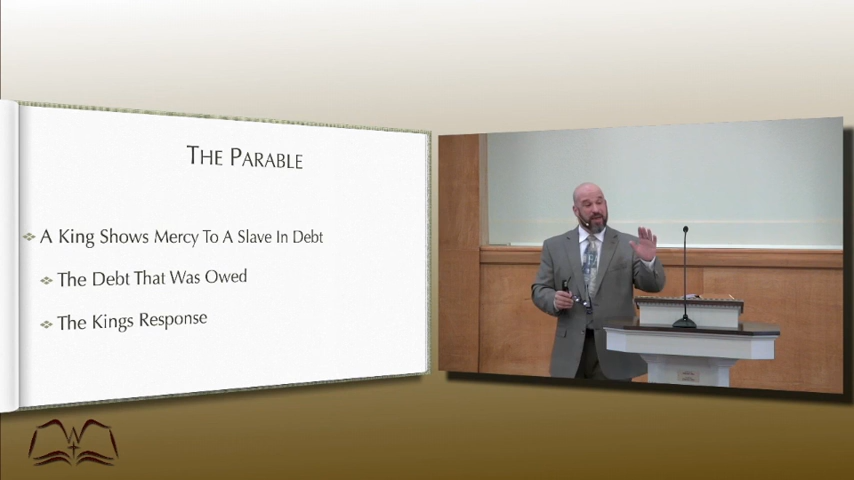 The Parable
A King Shows Mercy To A Slave In Debt
The Debt That Was Owed
The Kings Response